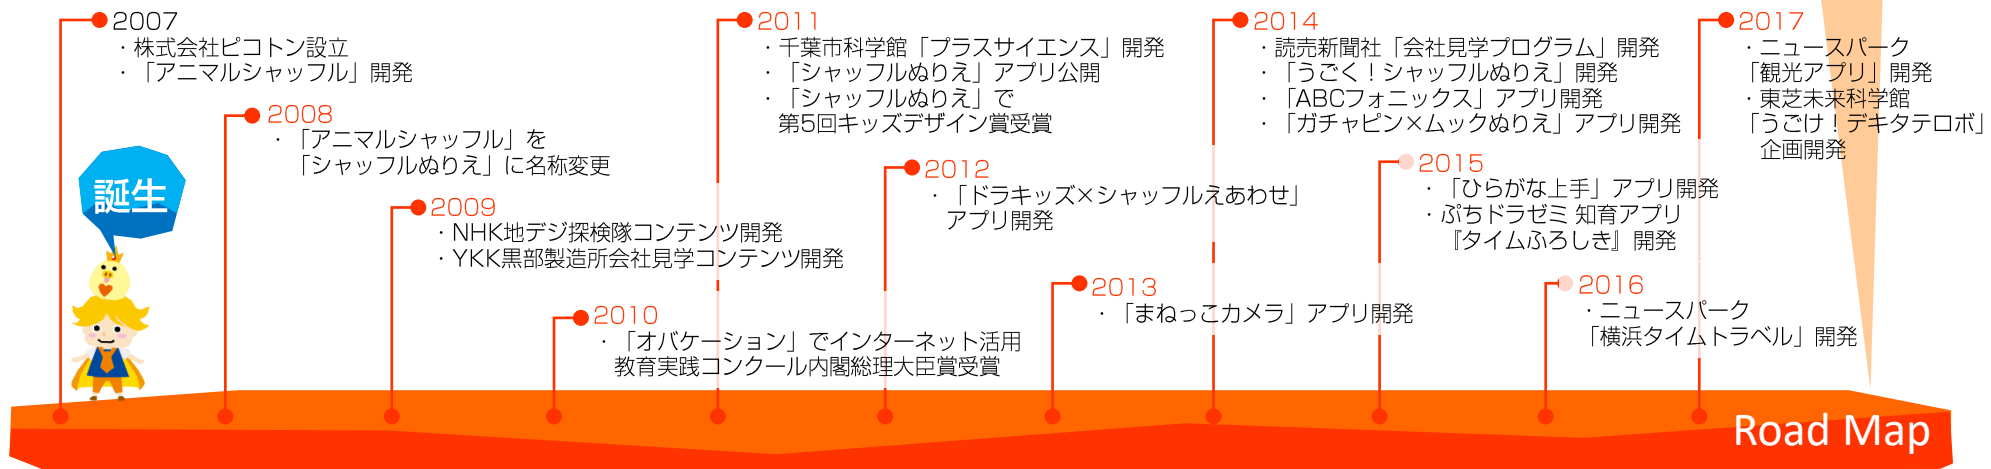 2007
・株式会社ピコトン設立
・「アニマルシャッフル」開発
誕生
2008
・「アニマルシャッフル」を
「シャッフルぬりえ」に名称変更
2009
・NHK地デジ探検隊コンテンツ開発
・YKK黒部製造所会社見学コンテンツ開発
2010
・「オバケーション」でインターネット活用
教育実践コンクール内閣総理大臣賞受賞
2011
・千葉市科学館「プラスサイエンス」開発
・「シャッフルぬりえ」アプリ公開
・「シャッフルぬりえ」で
第5回キッズデザイン賞受賞
2012
・「ドラキッズ×シャッフルえあわせ」
アプリ開発
2013
・「まねっこカメラ」アプリ開発
2014
・読売新聞社「会社見学プログラム」開発
・「うごく！シャッフルぬりえ」開発
・「ABCフォニックス」アプリ開発
・「ガチャピン×ムックぬりえ」アプリ開発
2015
・「ひらがな上手」アプリ開発
・ぷちドラゼミ 知育アプリ
『タイムふろしき』開発
2016
・ニュースパーク
「横浜タイムトラベル」開発
2017
・ニュースパーク
「観光アプリ」開発
・東芝未来科学館
「うごけ！デキタテロボ」
企画開発
Road Map